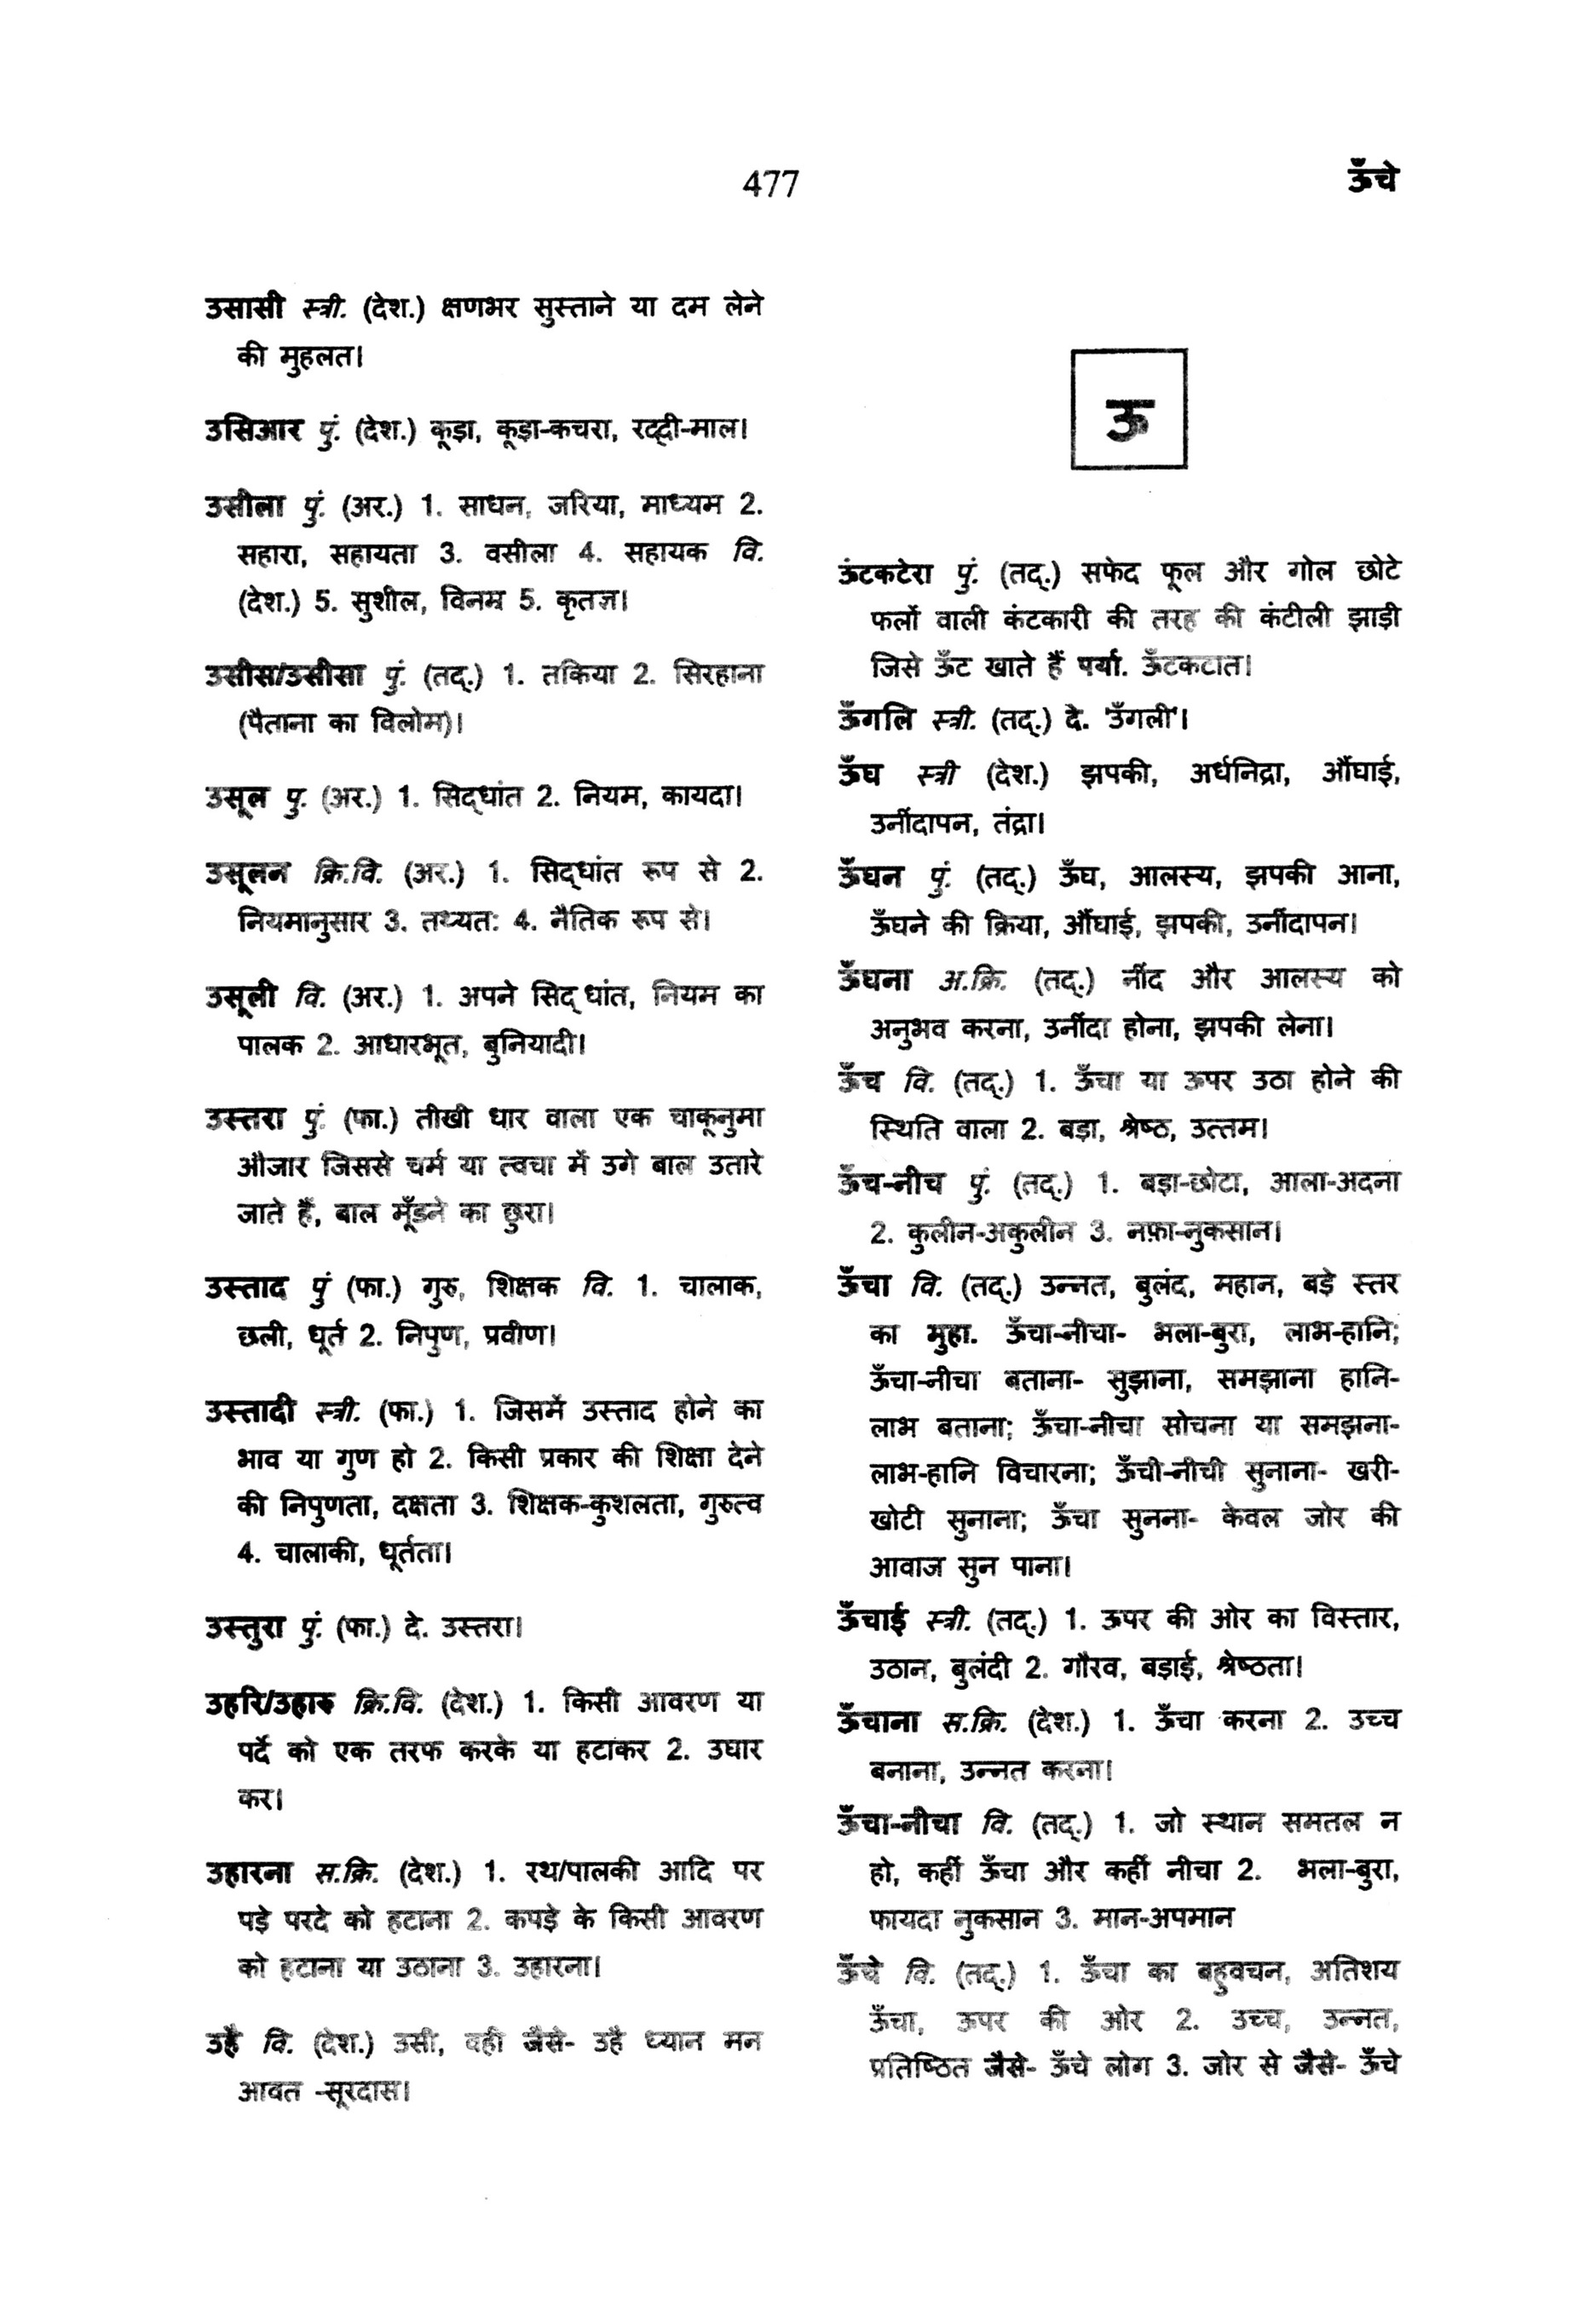 477
ऊँचे
उसासी स्त्री. (देश.) क्षणभर सुस्ताने या दम लेने
की मुहलत।
उसिआर पुं. (देश.) कूड़ा, कूड़ा-कचरा, रद्दी-माल।
उसीला पुं. (अर.) 1. साधन, जरिया, माध्यम 2.
सहारा, सहायता 3. वसीला 4. सहायक वि.
(देश.) 5. सुशील, विनम्र 5. कृतज्ञ।
उसीस/उसीसा पुं. (तद्.) 1. तकिया 2. सिरहाना
(पैताना का विलोम)।
उसूल पु. (अर.) 1. सिद्धांत 2. नियम, कायदा।
उसूलन क्रि.वि. (अर.) 1. सिद्धांत रूप से 2.
नियमानुसार 3. तथ्यत: 4. नैतिक रूप से।
उसूली वि. (अर.) 1. अपने सिद्धांत, नियम का
पालक 2. आधारभूत, बुनियादी।
उस्तरा पुं. (फा.) तीखी धार वाला एक चाकूनुमा
औजार जिससे चर्म या त्वचा में उगे बाल उतारे
जाते हैं, बाल मूँडने का छुरा।
उस्ताद पुं (फा.) गुरु, शिक्षक वि. 1. चालाक,
छली, धूर्त 2. निपुण, प्रवीण।
उस्तादी स्त्री. (फा.) 1. जिसमें उस्ताद होने का
भाव या गुण हो 2. किसी प्रकार की शिक्षा देने
की निपुणता, दक्षता 3. शिक्षक-कुशलता, गुरुत्व
4. चालाकी, धूर्तता।
उस्तुरा पुं. (फा.) दे. उस्तरा।
उहरि/उहारु क्रि.वि. (देश.) 1. किसी आवरण या
पर्दे को एक तरफ करके या हटाकर 2. उघार
कर।
उहारना स.क्रि. (देश.) 1. रथ/पालकी आदि पर
पड़े परदे को हटाना 2. कपड़े के किसी आवरण
को हटाना या उठाना 3. उहारना।
उहै वि. (देश.) उसी, वही जैसे- उहै ध्यान मन
आवत -सूरदास।
ऊ
ऊंटकटेरा पुं. (तद्.) सफेद फूल और गोल छोटे
फलों वाली कंटकारी की तरह की कंटीली झाड़ी
जिसे ऊँट खाते हैं पर्या. ऊँटकटात।
ऊँगलि स्त्री. (तद्.) दे. 'उँगली'।
ऊँघ स्त्री (देश.) झपकी, अर्धनिद्रा, औंघाई,
उनींदापन, तंद्रा।
ऊँघन पुं. (तद्.) ऊँघ, आलस्य, झपकी आना,
ऊँघने की क्रिया, औंघाई, झपकी, उनींदापन।
ऊँघना अ.क्रि. (तद्.) नींद और आलस्य को
अनुभव करना, उनींदा होना, झपकी लेना।
ऊँच वि. (तद्.) 1. ऊँचा या ऊपर उठा होने की
स्थिति वाला 2. बड़ा, श्रेष्ठ, उत्तम।
ऊँच-नीच पुं. (तद्.) 1. बड़ा-छोटा, आला-अदना
2. कुलीन-अकुलीन 3. नफ़ा-नुकसान।
ऊँचा वि. (तद्.) उन्नत, बुलंद, महान, बड़े स्तर
का मुहा. ऊँचा-नीचा- भला-बुरा, लाभ-हानि;
ऊँचा-नीचा बताना- सुझाना, समझाना हानि-
लाभ बताना; ऊँचा-नीचा सोचना या समझना-
लाभ-हानि विचारना; ऊँची-नीची सुनाना- खरी-
खोटी सुनाना; ऊँचा सुनना- केवल जोर की
आवाज सुन पाना।
ऊँचाई स्त्री. (तद्.) 1. ऊपर की ओर का विस्तार,
उठान, बुलंदी 2. गौरव, बड़ाई, श्रेष्ठता।
ऊँचाना स.क्रि. (देश.) 1. ऊँचा करना 2. उच्च
बनाना, उन्नत करना।
ऊँचा-नीचा वि. (तद्.) 1. जो स्थान समतल न
हो, कहीं ऊँचा और कहीं नीचा 2. भला-बुरा,
फायदा नुकसान 3. मान-अपमान
ऊँचे वि. (तद्.) 1. ऊँचा का बहुवचन, अतिशय
ऊँचा, ऊपर की ओर 2. उच्च, उन्नत,
प्रतिष्ठित जैसे- ऊँचे लोग 3. जोर से जैसे- ऊँचे